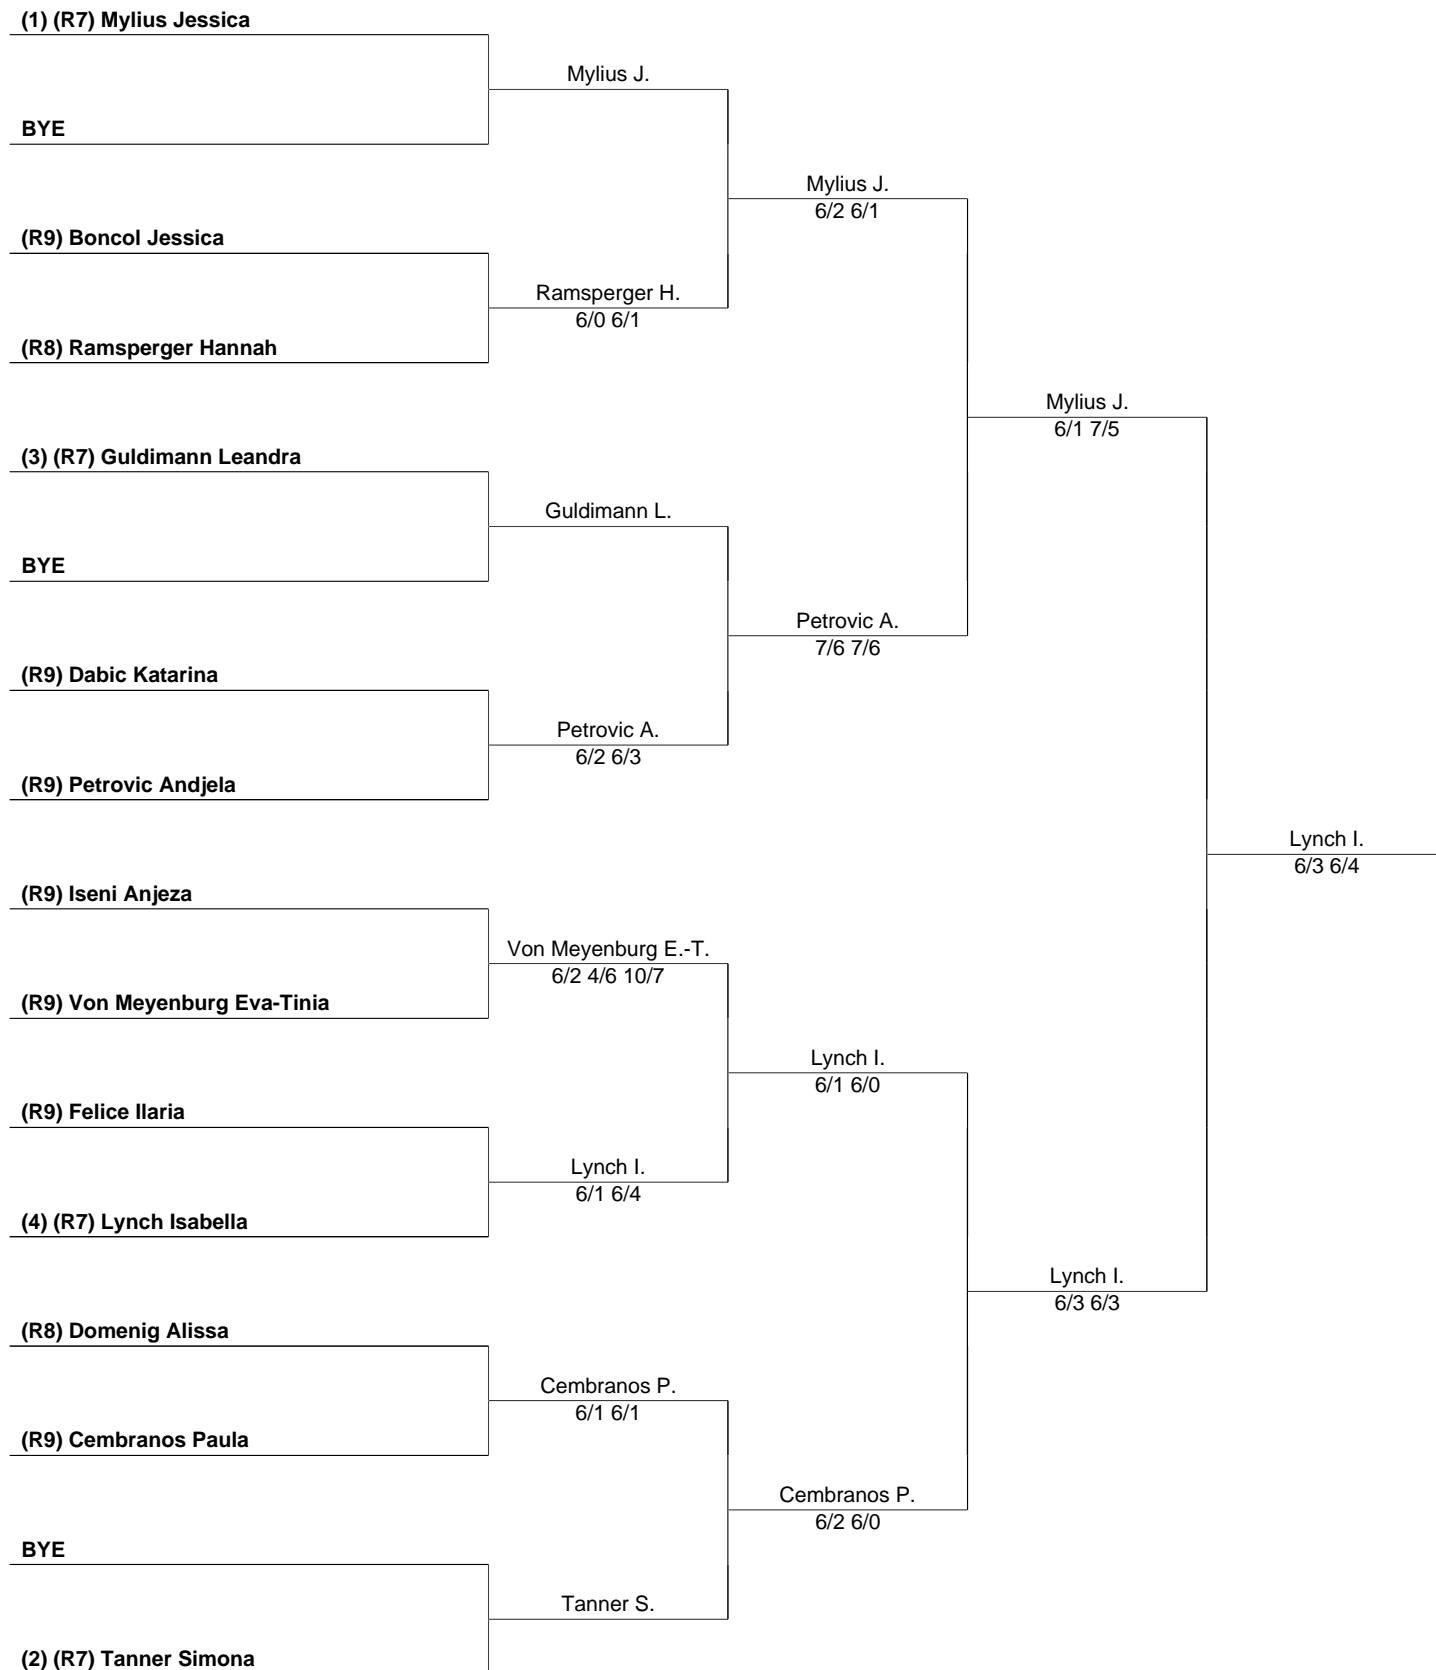 (1) (R7) Mylius Jessica
Mylius J.
BYE
Mylius J.
6/2 6/1
(R9) Boncol Jessica
Ramsperger H.
6/0 6/1
(R8) Ramsperger Hannah
Mylius J.
6/1 7/5
(3) (R7) Guldimann Leandra
Guldimann L.
BYE
Petrovic A.
7/6 7/6
(R9) Dabic Katarina
Petrovic A.
6/2 6/3
(R9) Petrovic Andjela
Lynch I.
6/3 6/4
(R9) Iseni Anjeza
Von Meyenburg E.-T.
6/2 4/6 10/7
(R9) Von Meyenburg Eva-Tinia
Lynch I.
6/1 6/0
(R9) Felice Ilaria
Lynch I.
6/1 6/4
(4) (R7) Lynch Isabella
Lynch I.
6/3 6/3
(R8) Domenig Alissa
Cembranos P.
6/1 6/1
(R9) Cembranos Paula
Cembranos P.
6/2 6/0
BYE
Tanner S.
(2) (R7) Tanner Simona